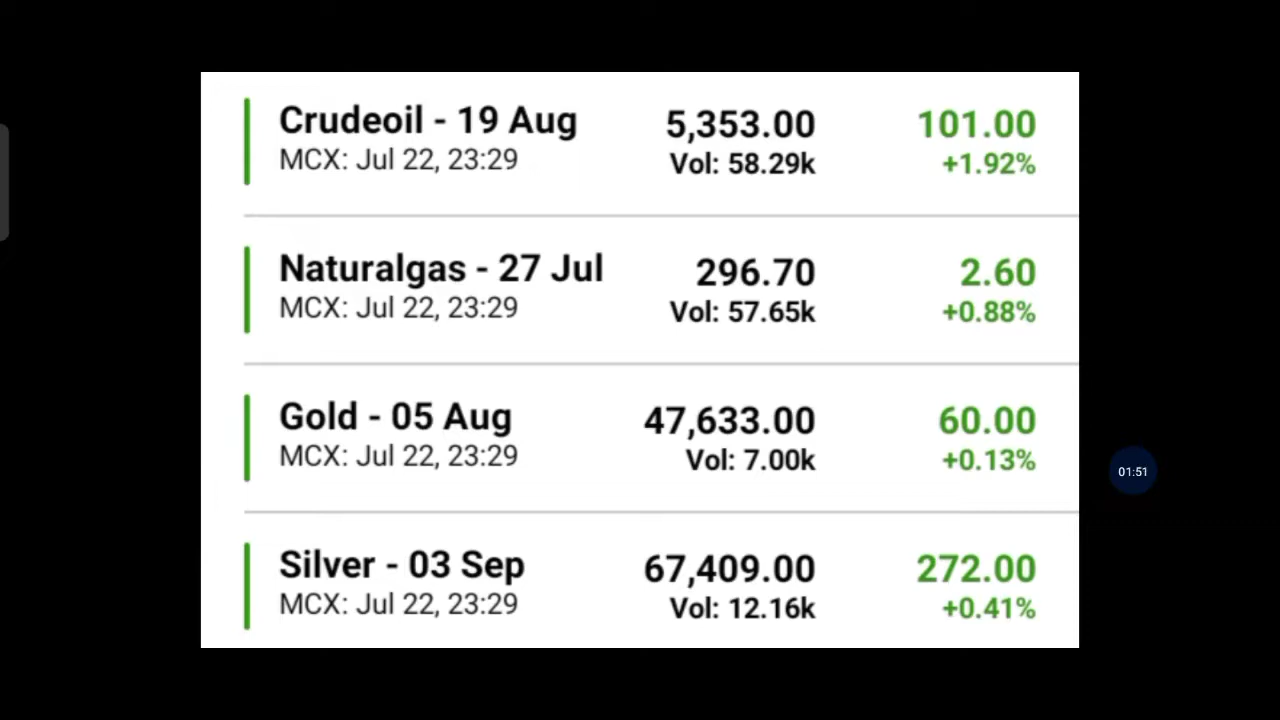 Crudeoil - 19 Aug 5,353.00 101.00
MCX: Jul 22, 23:29 Vol: 58.29k +1.92%
Naturalgas - 27 Jul 296.70 2.60
MCX: Jul 22, 23:29 Vol: 57.65k +0.88%
Gold - 05 Aug 47,633.00 60.00
MCX: Jul 22, 23:29 Vol: 7.00k +0.13%
01:51
Silver - 03 Sep 67,409.00 272.00
MCX: Jul 22, 23:29 Vol: 12.16k +0.41%